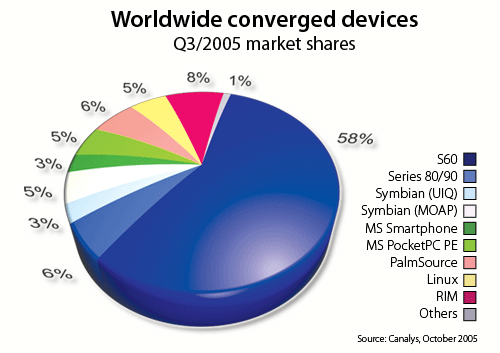 Worldwide converged devices
Q3/2005 market shares
8%
1%
5%
6%
5%
3%
5%
3%
6%
58%
S60
Series 80/90
Symbian (UIQ)
Symbian (MOAP)
MS Smartphone
MS PocketPC PE
PalmSource
Linux
RIM
Others
Source: Canalys, October 2005